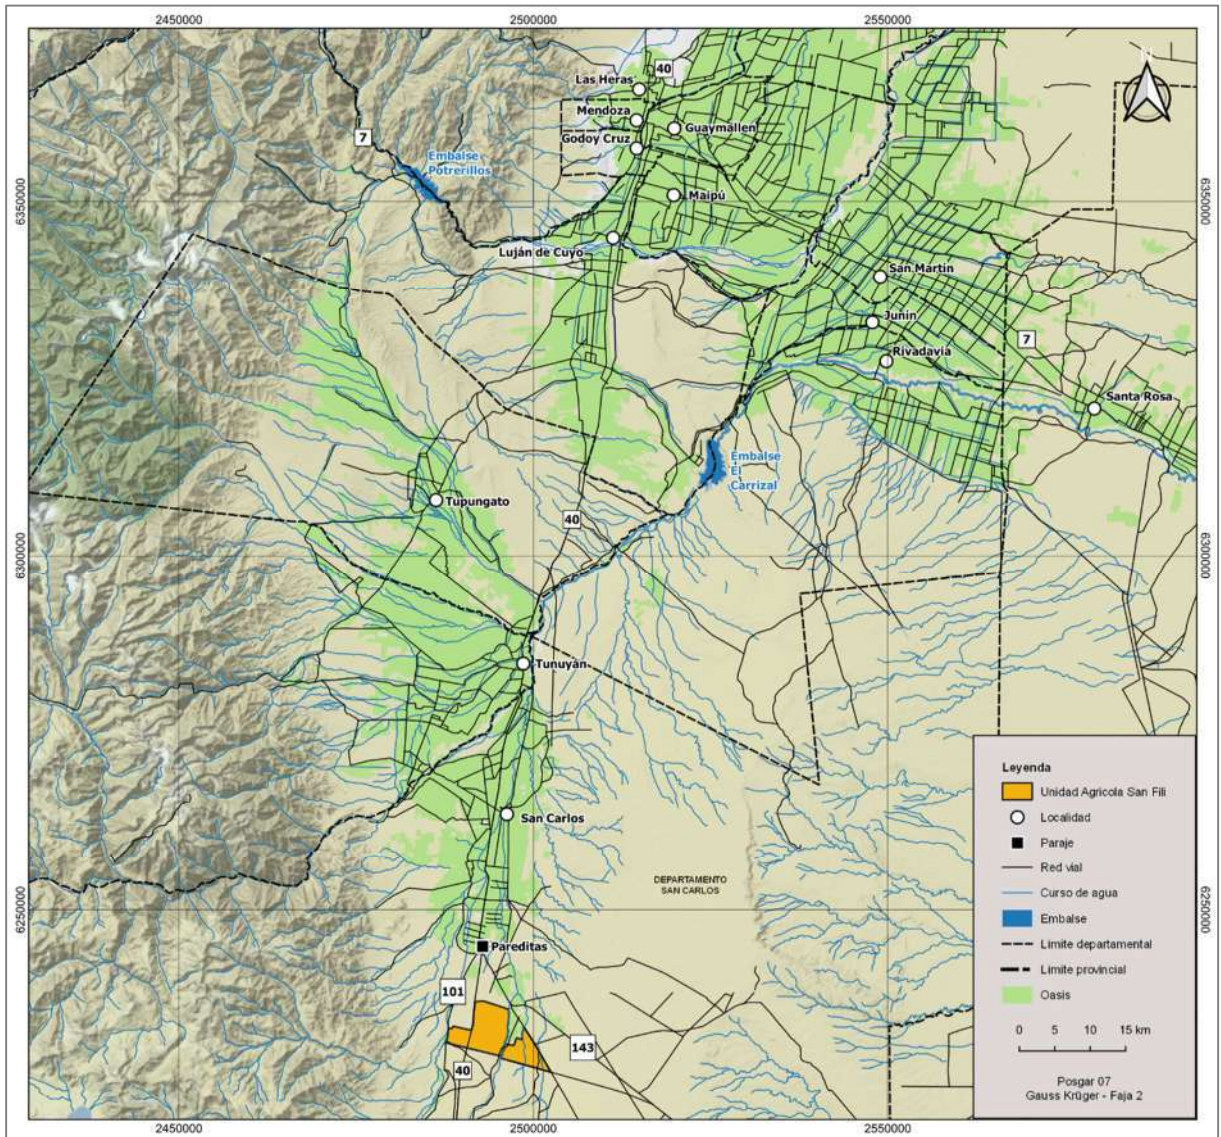 2450000
2500000
2550000
40
Las Heras
Mendoza
Guaymallen
Godoy Cruz
7
Embalse
Potrerillos
Maipú
6350000
6350000
Luján de Cuyo
San Martín
Junín
7
Rivadavia
Santa Rosa
Embalse
El
Carrizal
Tupungato
40
6300000
6300000
Tunuyán
San Carlos
DEPARTAMENTO
SAN CARLOS
6250000
6250000
Pareditas
101
143
40
Leyenda
Unidad Agricola San Fili
Localidad
Paraje
Red vial
Curso de agua
Embalse
Límite departamental
Límite provincial
Oasis
0 5 10 15 km
Posgar 07
Gauss Krüger - Faja 2
2450000
2500000
2550000